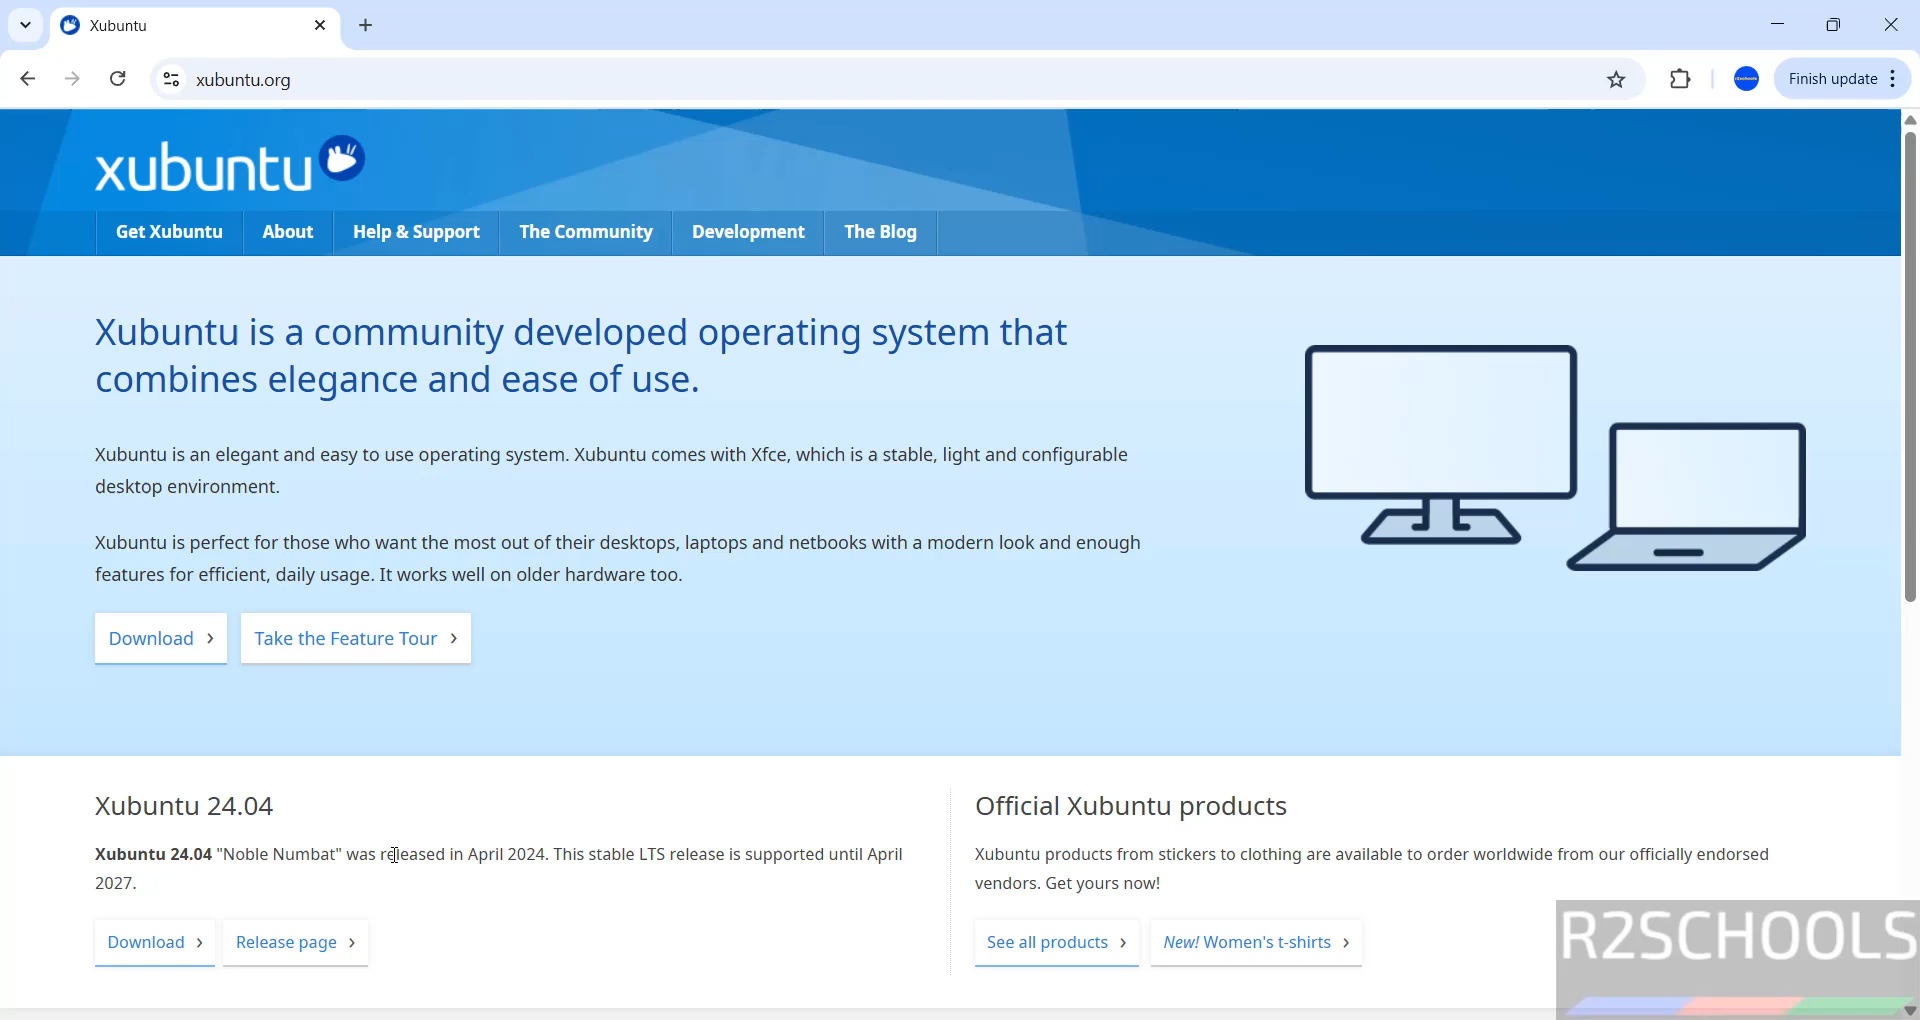 Xubuntu
xubuntu.org
Finish update
xubuntu
Get Xubuntu
About
Help & Support
The Community
Development
The Blog
Xubuntu is a community developed operating system that
combines elegance and ease of use.
Xubuntu is an elegant and easy to use operating system. Xubuntu comes with Xfce, which is a stable, light and configurable
desktop environment.
Xubuntu is perfect for those who want the most out of their desktops, laptops and netbooks with a modern look and enough
features for efficient, daily usage. It works well on older hardware too.
Download
Take the Feature Tour
Xubuntu 24.04
Xubuntu 24.04 "Noble Numbat" was released in April 2024. This stable LTS release is supported until April
2027.
Download
Release page
Official Xubuntu products
Xubuntu products from stickers to clothing are available to order worldwide from our officially endorsed
vendors. Get yours now!
See all products
New! Women's t-shirts
R2SCHOOLS